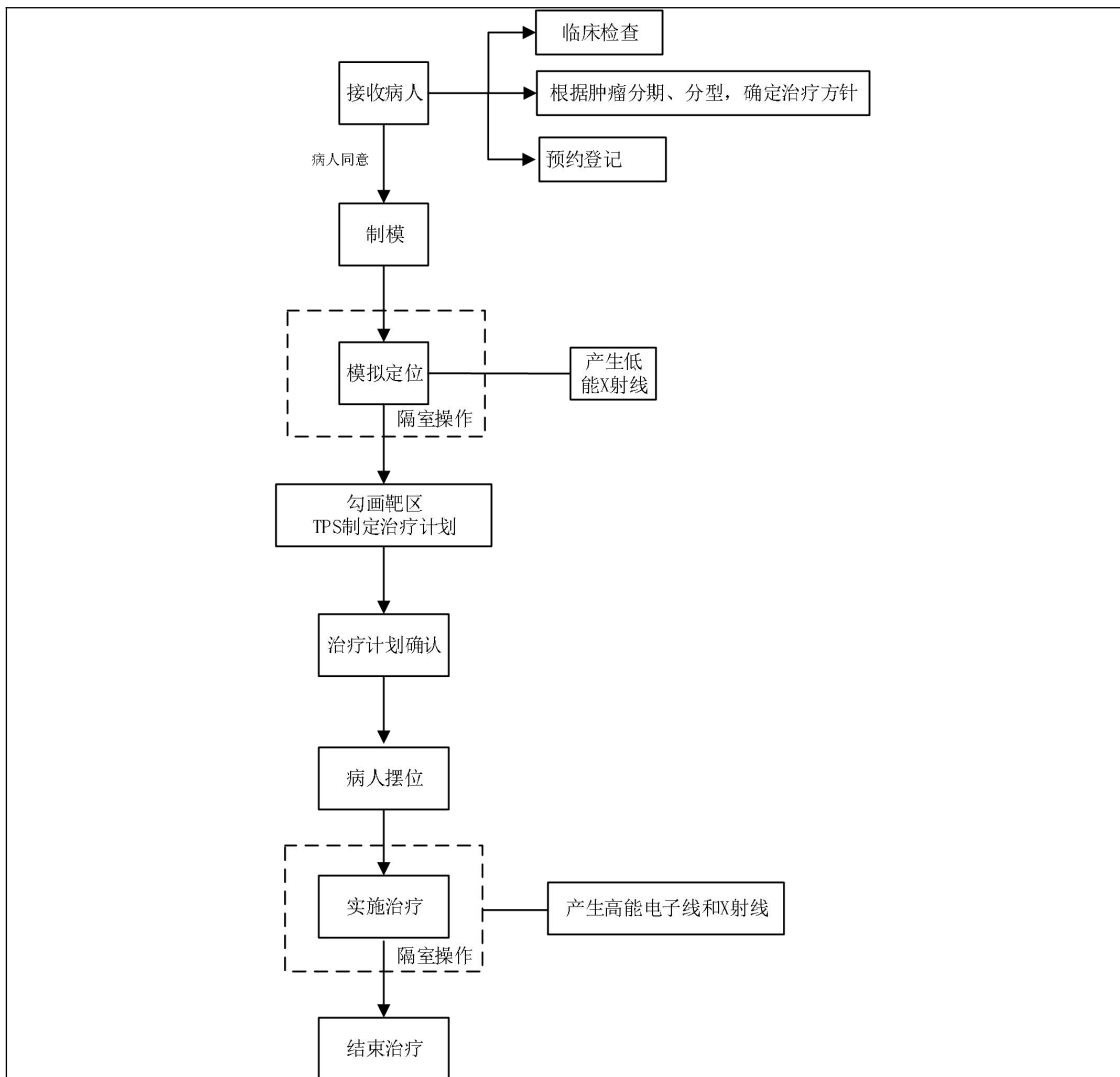 临床检查
接收病人
根据肿瘤分期、分型，确定治疗方针
病人同意
预约登记
制模
模拟定位
产生低
能X射线
隔室操作
勾画靶区
TPS制定治疗计划
治疗计划确认
病人摆位
实施治疗
产生高能电子线和X射线
隔室操作
结束治疗